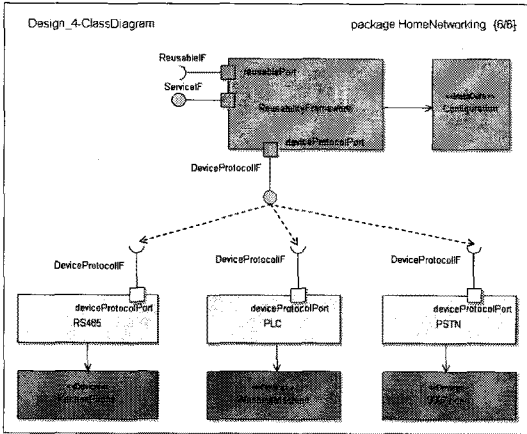 Design_4-ClassDiagram
package HomeNetworking {6/6}
ReusableIF
reusablePort
ServiceIF
ReusabilityFramework
Configuration
deviceProtocolPort
DeviceProtocolIF
DeviceProtocolIF
DeviceProtocolIF
DeviceProtocolIF
deviceProtocolPort
RS485
deviceProtocolPort
PLC
deviceProtocolPort
PSTN